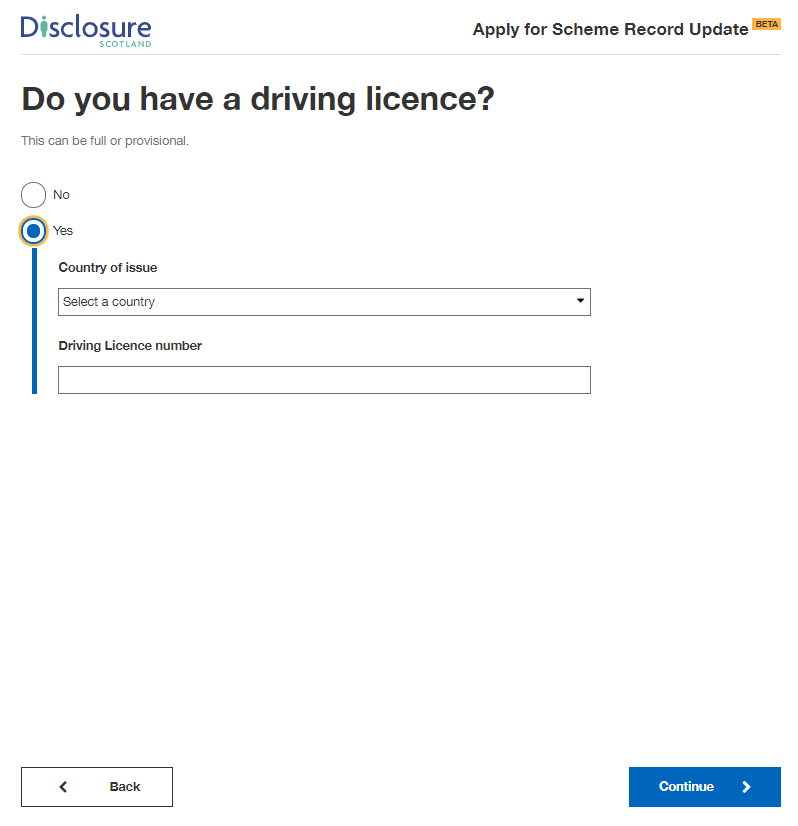 Disclosure
SCOTLAND
Apply for Scheme Record Update BETA
Do you have a driving licence?
This can be full or provisional.
No
Yes
Country of issue
Select a country
Driving Licence number
Back
Continue